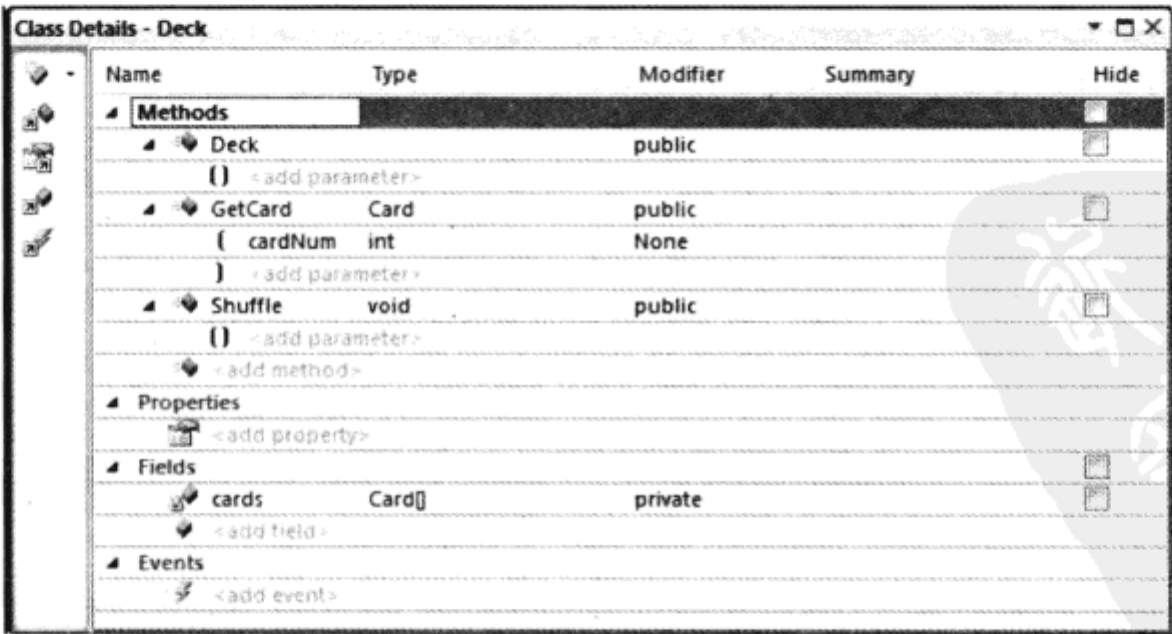 Class Details - Deck
Name Type Modifier Summary Hide
Methods
Deck public
() <add parameter>
GetCard Card public
( cardNum int None
) <add parameter>
Shuffle void public
() <add parameter>
<add method>
Properties
<add property>
Fields
cards Card[] private
<add field>
Events
<add event>